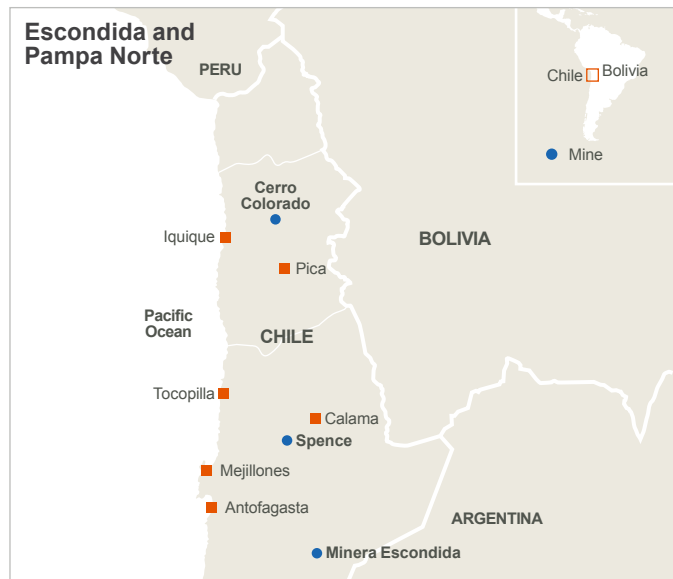 Escondida and
Pampa Norte
PERU
Chile
Bolivia
Mine
Cerro
Colorado
Iquique
BOLIVIA
Pica
Pacific
Ocean
CHILE
Tocopilla
Calama
Spence
Mejillones
Antofagasta
ARGENTINA
Minera Escondida